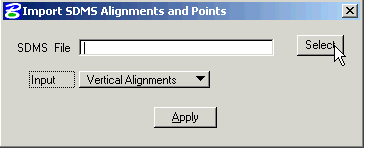 Import SDMS Alignments and Points
SDMS File Select
Input Vertical Alignments
Apply